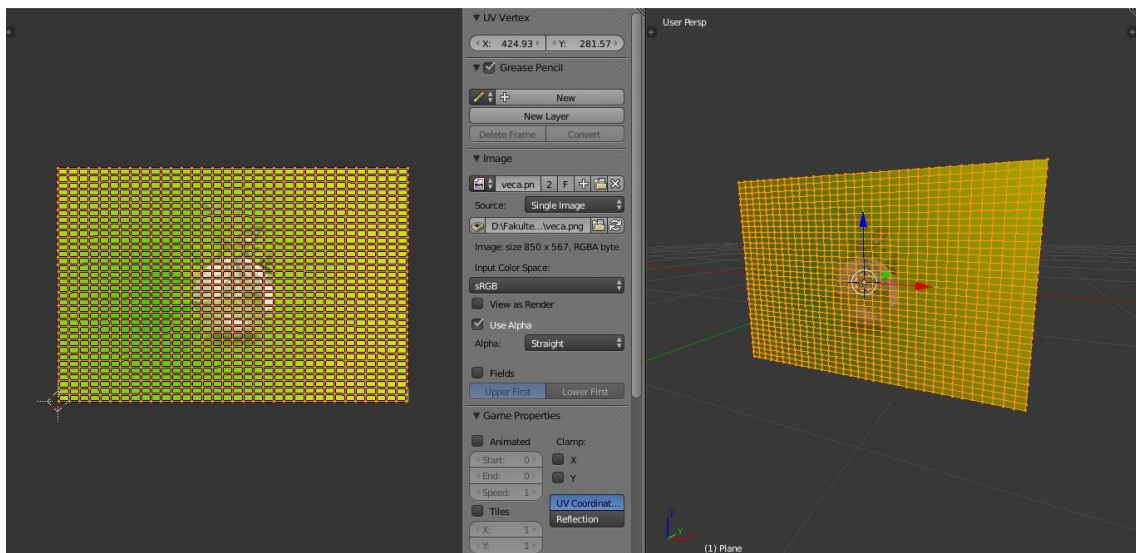 UV Vertex
X: 424.93 Y: 281.57
Grease Pencil
New
New Layer
Delete Frame Convert
Image
veca.pn 2 F
Source: Single Image
D:\Fakulte...\veca.png
Image: size 850 x 567, RGBA byte
Input Color Space:
sRGB
View as Render
Use Alpha
Alpha: Straight
Fields
Upper First Lower First
Game Properties
Animated Clamp:
Start: 0 X
End: 0 Y
Speed: 1
UV Coordinat...
Tiles Reflection
X: 1
Y: 1
User Persp
z
y
x
(1) Plane